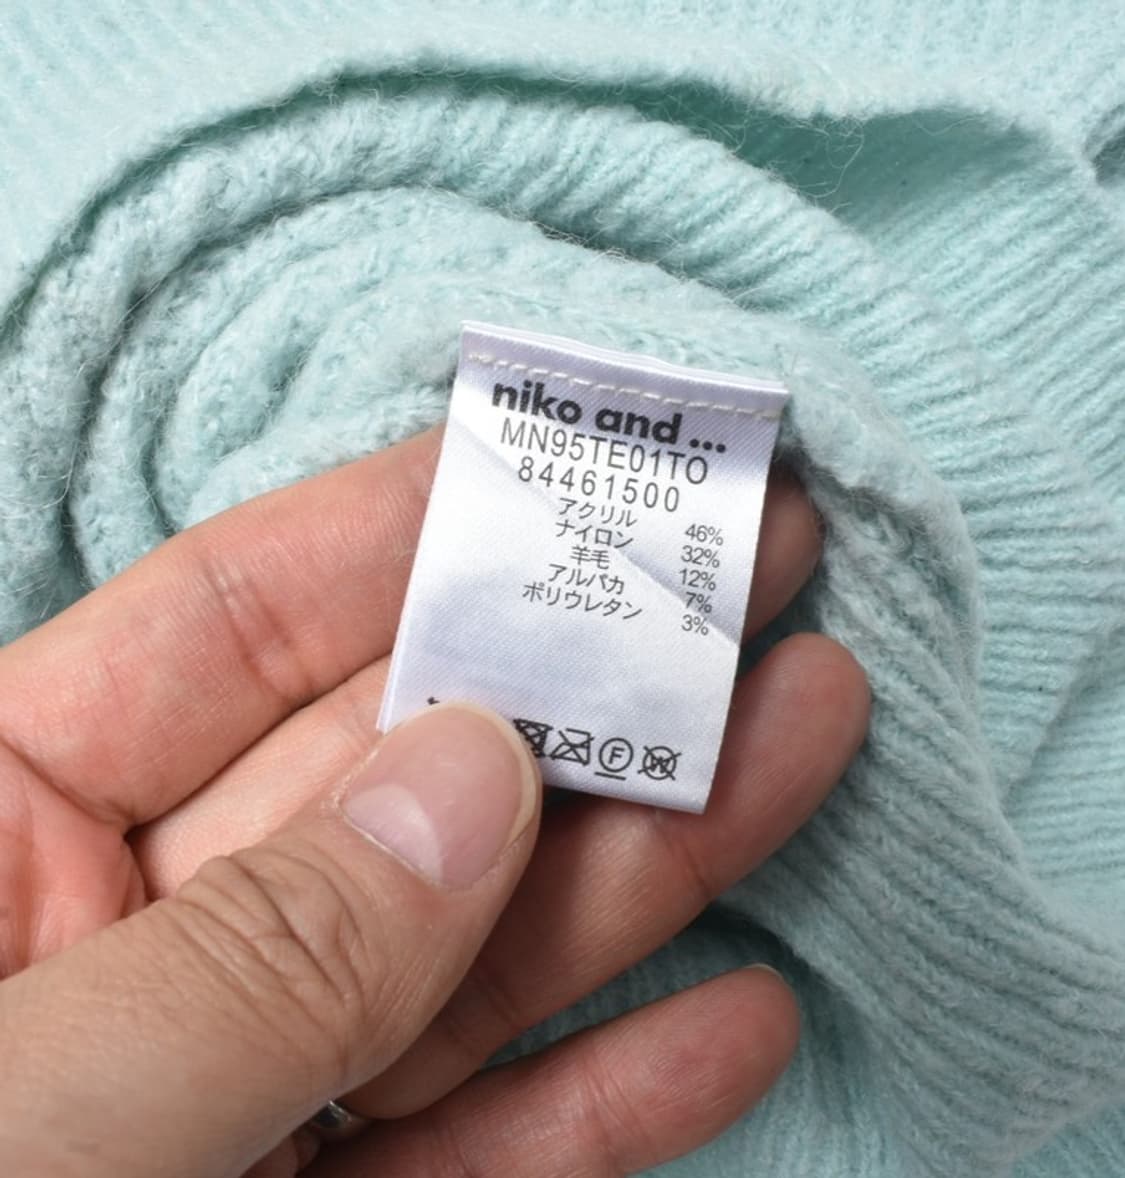 niko and ...
MN95TE01TO
84461500
アクリル 46%
ナイロン 32%
羊毛 12%
アルパカ 7%
ポリウレタン 3%
F W